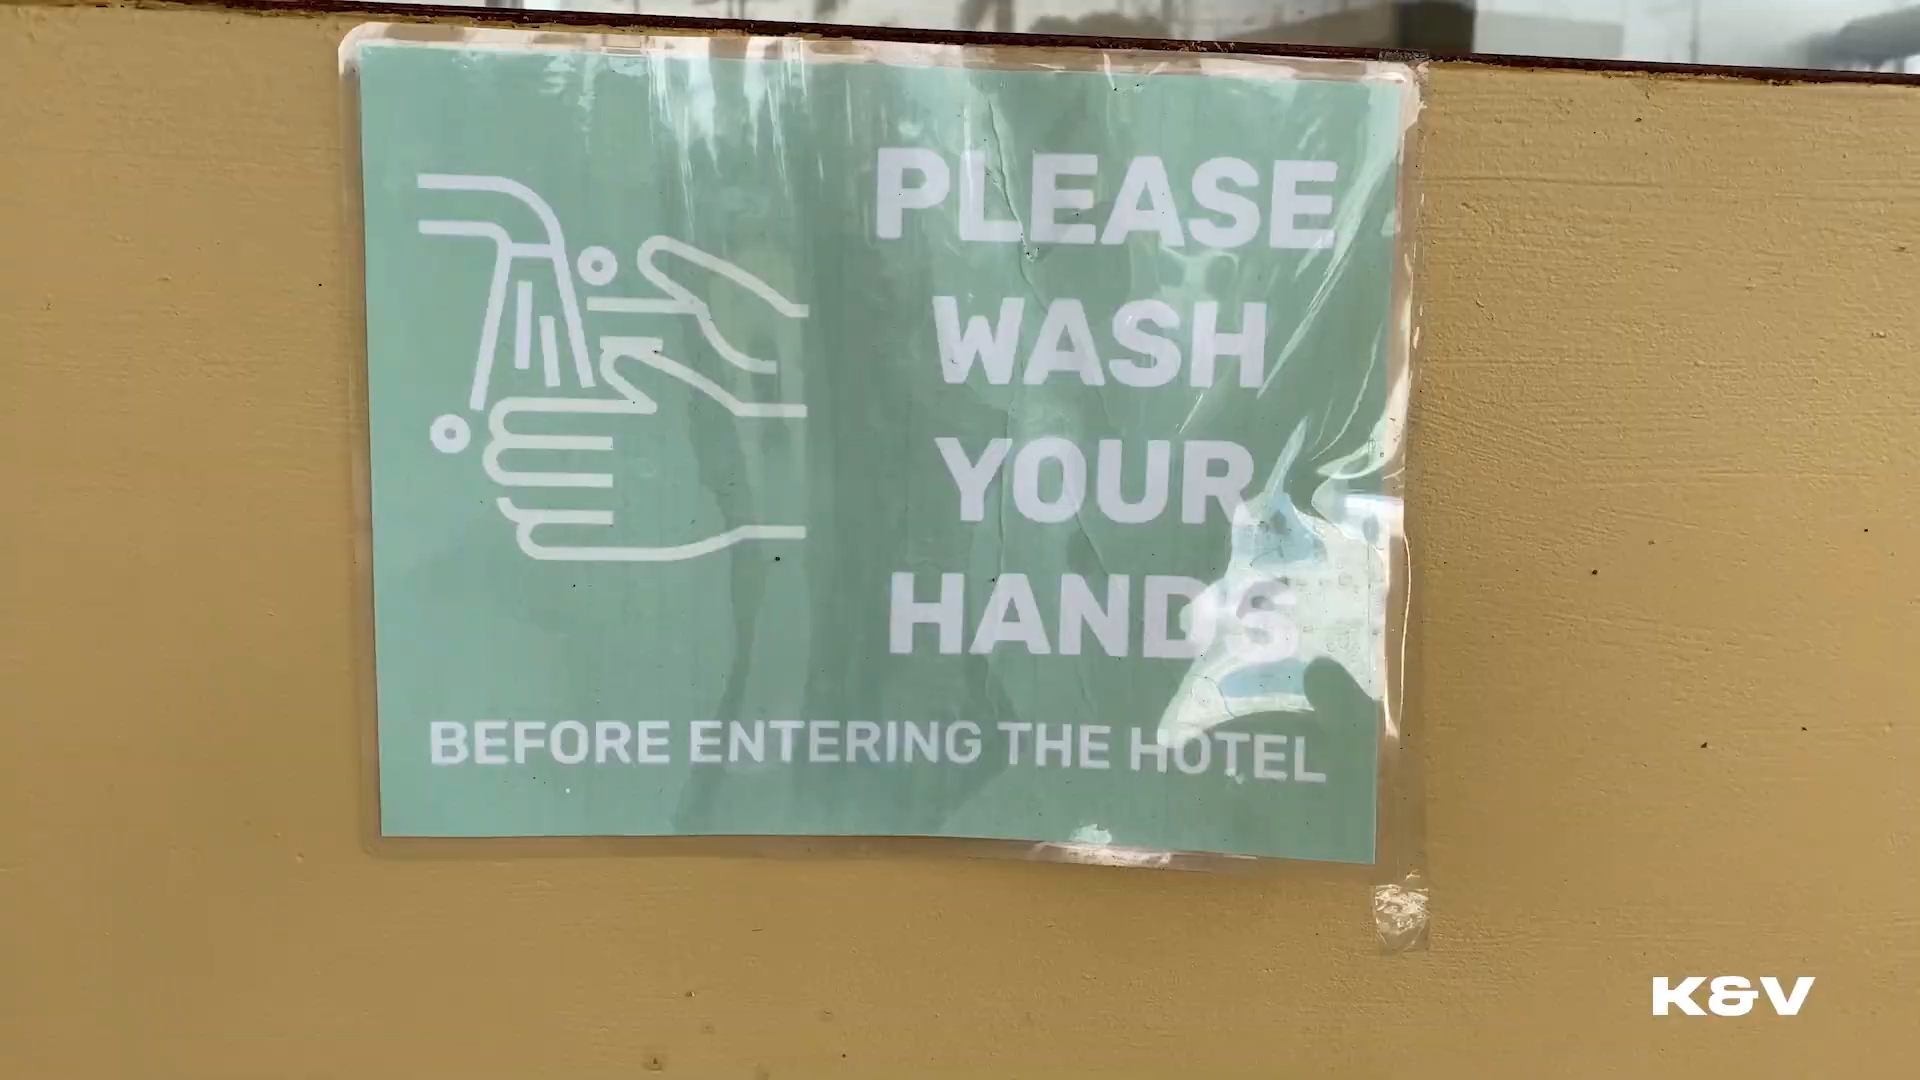 PLEASE
WASH
YOUR
HANDS
BEFORE ENTERING THE HOTEL
K&V